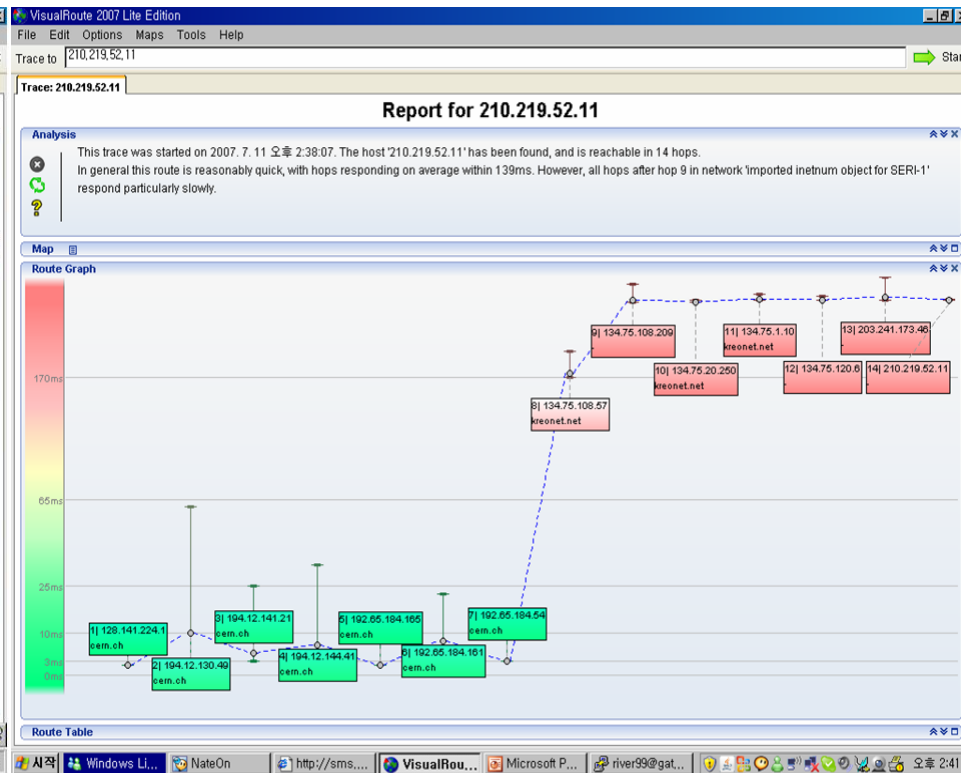 VisualRoute 2007 Lite Edition
File Edit Options Maps Tools Help
Trace to 210,219,52,11
Star
Trace: 210.219.52.11
Report for 210.219.52.11
Analysis
This trace was started on 2007. 7. 11 오후 2:38:07. The host '210.219.52.11' has been found, and is reachable in 14 hops.
In general this route is reasonably quick, with hops responding on average within 139ms. However, all hops after hop 9 in network 'imported inetnum object for SERI-1'
respond particularly slowly.
Map
Route Graph
170ms
65ms
25ms
10ms
3ms
0ms
1| 128.141.224.1
cern.ch
2| 194.12.130.49
cern.ch
3| 194.12.141.21
cern.ch
4| 194.12.144.41
cern.ch
5| 192.65.184.165
cern.ch
6| 192.65.184.161
cern.ch
7| 192.65.184.54
cern.ch
8| 134.75.108.57
kreonet.net
9| 134.75.108.209
-
10| 134.75.20.250
kreonet.net
11| 134.75.1.10
kreonet.net
12| 134.75.120.6
-
13| 203.241.173.46
-
14| 210.219.52.11
-
Route Table
시작
Windows Li...
NateOn
http://sms....
VisualRou...
Microsoft P...
river99@gat...
오후 2:41